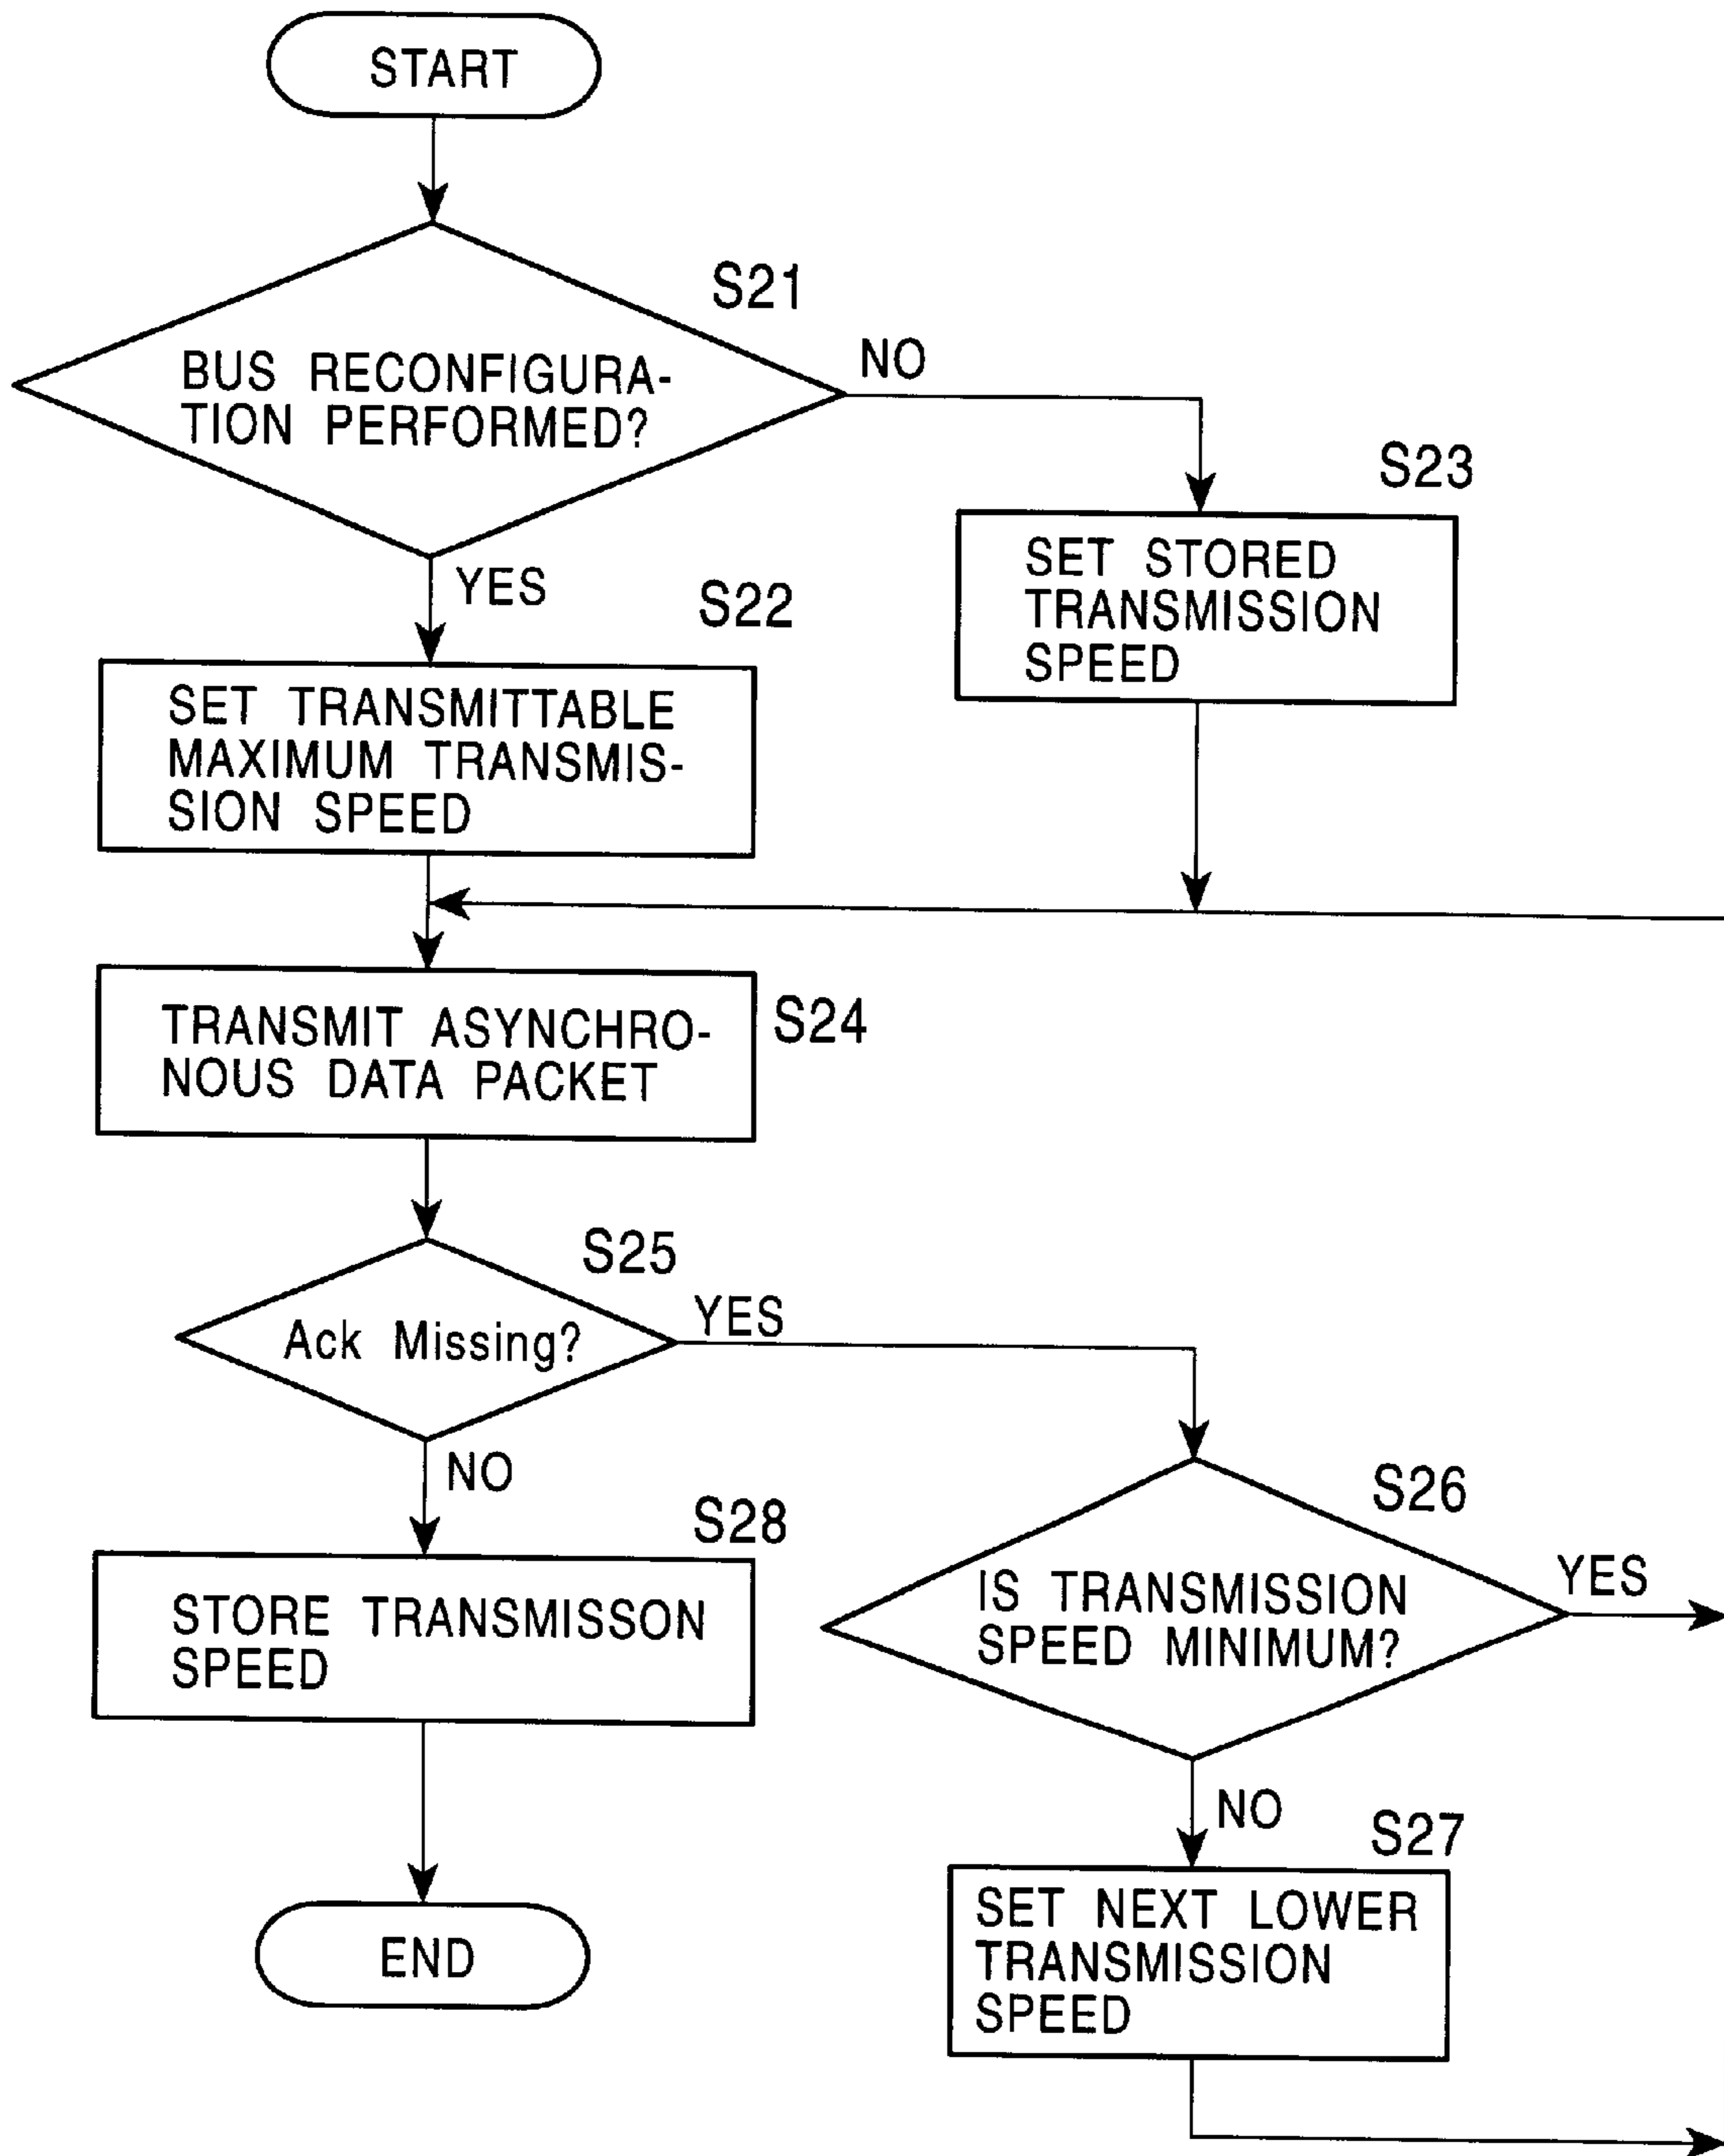 START
S21
BUS RECONFIGURA-
TION PERFORMED?
NO
YES
S22
S23
SET STORED
TRANSMISSION
SPEED
SET TRANSMITTABLE
MAXIMUM TRANSMIS-
SION SPEED
TRANSMIT ASYNCHRO-
NOUS DATA PACKET
S24
S25
Ack Missing?
YES
NO
S28
STORE TRANSMISSON
SPEED
END
S26
IS TRANSMISSION
SPEED MINIMUM?
YES
NO
S27
SET NEXT LOWER
TRANSMISSION
SPEED